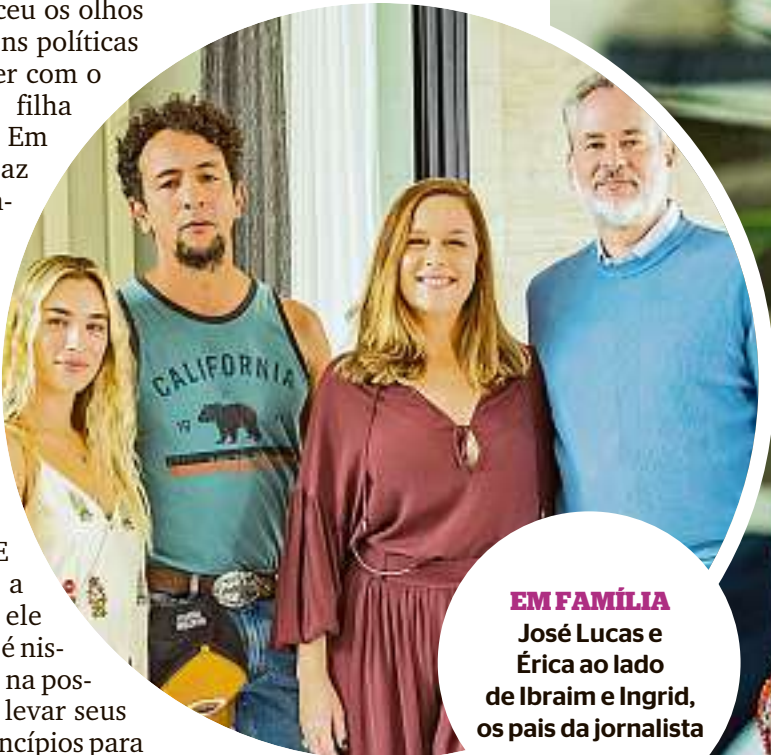 ceu os olhos
ns políticas
er com o
filha
Em
az
CALIFORNIA
19
E
a
ele
é nis-
na pos-
levar seus
ncípios para
EM FAMÍLIA
José Lucas e
Érica ao lado
de Ibraim e Ingrid,
os pais da jornalista